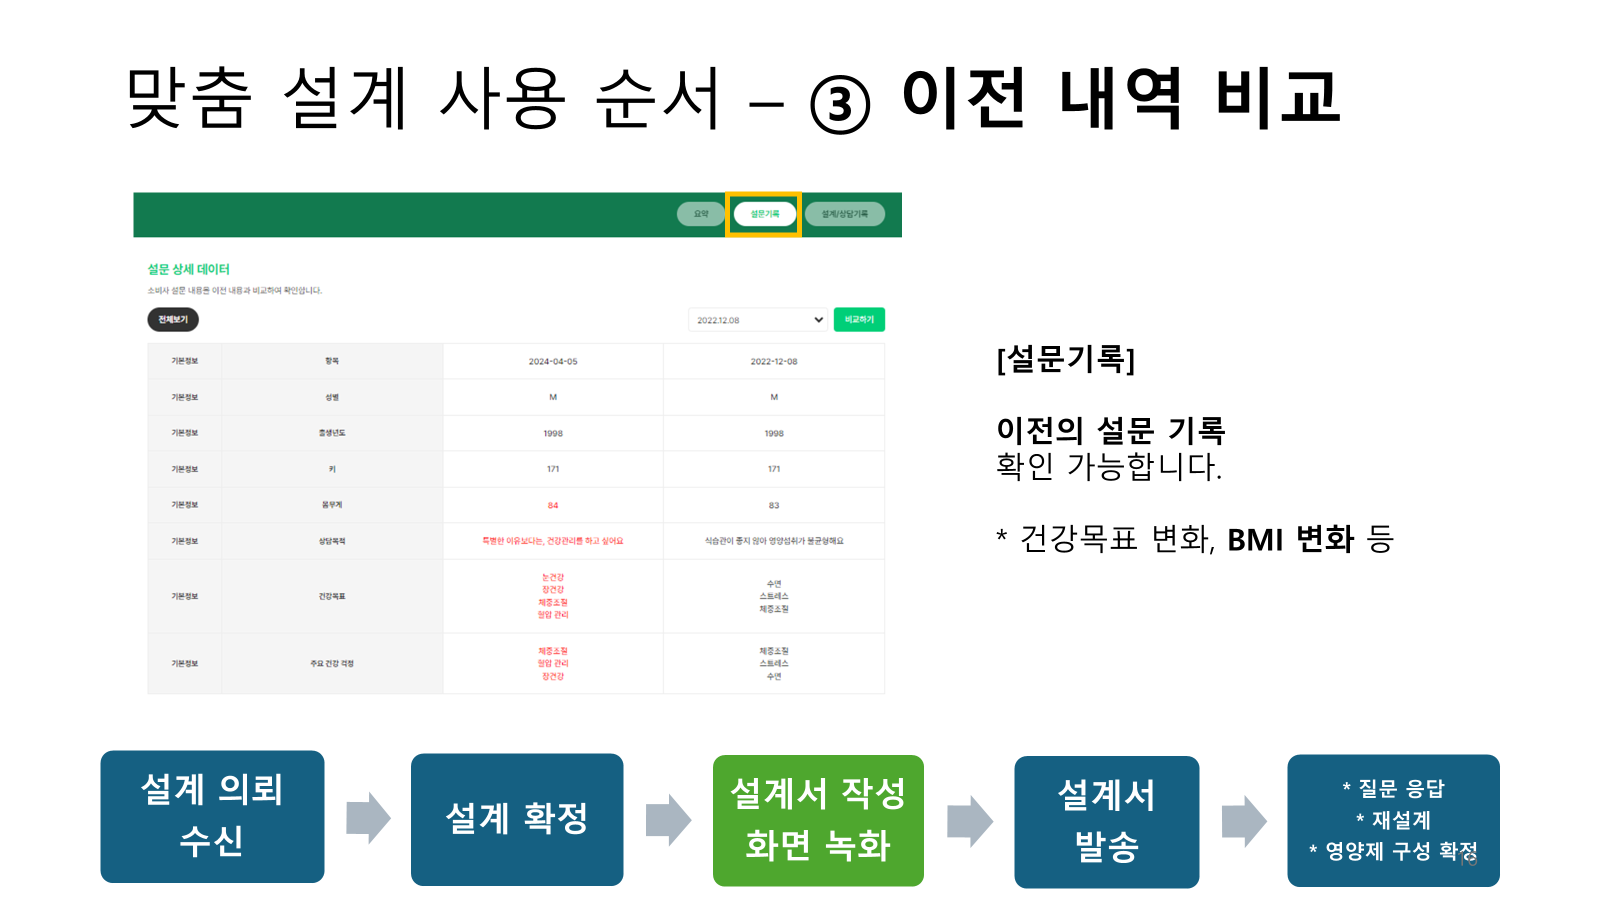 맞춤 설계 사용 순서 – ③ 이전 내역 비교
요약 설문기록 설계/상담기록
설문 상세 데이터
소비자 설문 내용을 이전 내용과 비교하여 확인합니다.
전체보기 2022.12.08 비교하기
기본정보 항목 2024-04-05 2022-12-08
기본정보 성별 M M
기본정보 출생년도 1998 1998
기본정보 키 171 171
기본정보 몸무게 84 83
기본정보 상담목적 특별한 이유보다는, 건강관리를 하고 싶어요 식습관이 좋지 않아 영양섭취가 불균형해요
기본정보 건강목표
눈건강
장건강
체중조절
혈압 관리
수면
스트레스
체중조절
기본정보 주요 건강 걱정
체중조절
혈압 관리
장건강
체중조절
스트레스
수면
[설문기록]
이전의 설문 기록
확인 가능합니다.
* 건강목표 변화, BMI 변화 등
설계 의뢰
수신
설계 확정
설계서 작성
화면 녹화
설계서
발송
* 질문 응답
* 재설계
* 영양제 구성 확정
16